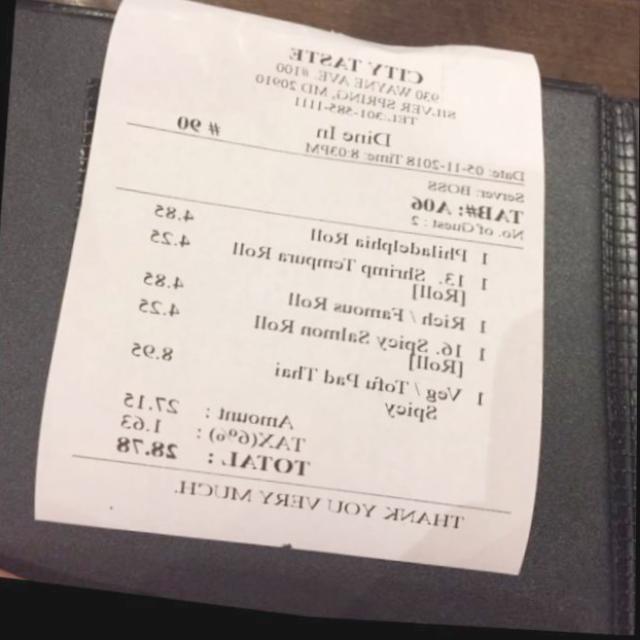 CITY TASTE
930 WAYNE AVE. #100
SILVER SPRING, MD 20910
TEL:301-585-1111
Dine In # 90
Date: 05-11-2018 Time: 8:03PM
Server: BOSS
TAB#: A06
No. of Guest : 2
1 Philadelphia Roll 4.85
1 13. Shrimp Tempura Roll 4.25
[Roll]
1 Rich / Famous Roll 4.85
1 16. Spicy Salmon Roll 4.25
[Roll]
1 Veg / Tofu Pad Thai 8.95
Spicy
Amount : 27.15
TAX(6%) : 1.63
TOTAL : 28.78
THANK YOU VERY MUCH.